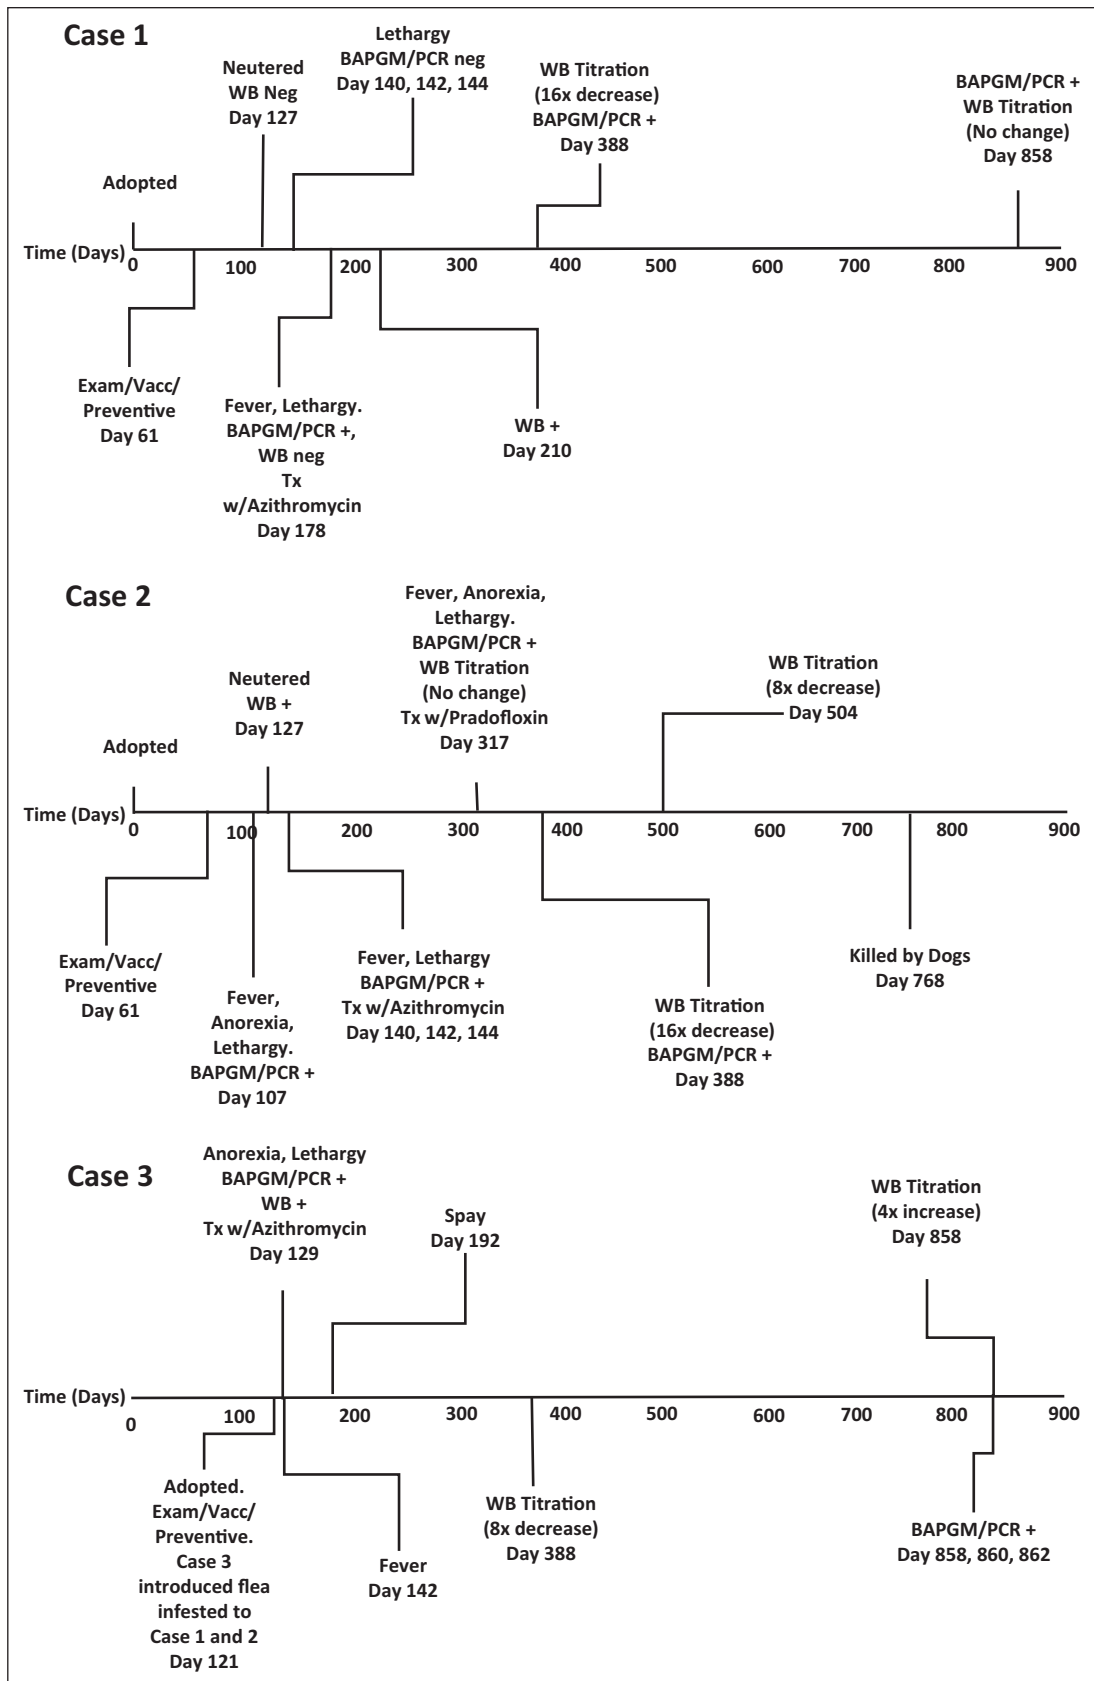 Case 1
Lethargy
BAPGM/PCR neg
Day 140, 142, 144
Neutered
WB Neg
Day 127
WB Titration
(16x decrease)
BAPGM/PCR +
Day 388
BAPGM/PCR +
WB Titration
(No change)
Day 858
Adopted
Time (Days)
0 100 200 300 400 500 600 700 800 900
Exam/Vacc/
Preventive
Day 61
Fever, Lethargy.
BAPGM/PCR +,
WB neg
Tx
w/Azithromycin
Day 178
WB +
Day 210
Case 2
Fever, Anorexia,
Lethargy.
BAPGM/PCR +
WB Titration
(No change)
Tx w/Pradofloxin
Day 317
Neutered
WB +
Day 127
WB Titration
(8x decrease)
Day 504
Adopted
Time (Days)
0 100 200 300 400 500 600 700 800 900
Exam/Vacc/
Preventive
Day 61
Fever,
Anorexia,
Lethargy.
BAPGM/PCR +
Day 107
Fever, Lethargy
BAPGM/PCR +
Tx w/Azithromycin
Day 140, 142, 144
WB Titration
(16x decrease)
BAPGM/PCR +
Day 388
Killed by Dogs
Day 768
Case 3
Anorexia, Lethargy
BAPGM/PCR +
WB +
Tx w/Azithromycin
Day 129
Spay
Day 192
WB Titration
(4x increase)
Day 858
Time (Days)
0 100 200 300 400 500 600 700 800 900
Adopted.
Exam/Vacc/
Preventive.
Case 3
introduced flea
infested to
Case 1 and 2
Day 121
Fever
Day 142
WB Titration
(8x decrease)
Day 388
BAPGM/PCR +
Day 858, 860, 862